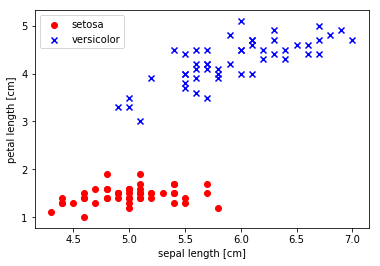 setosa
versicolor
petal length [cm]
5
4
3
2
1
4.5 5.0 5.5 6.0 6.5 7.0
sepal length [cm]